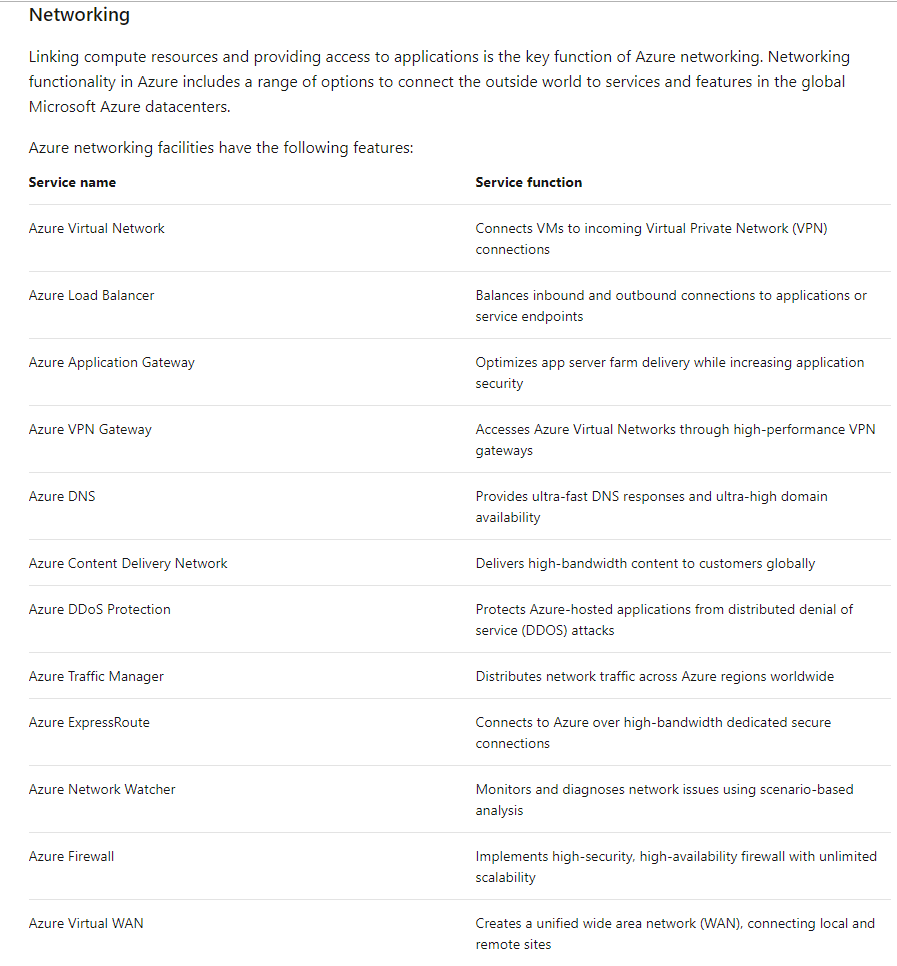 Networking
Linking compute resources and providing access to applications is the key function of Azure networking. Networking
functionality in Azure includes a range of options to connect the outside world to services and features in the global
Microsoft Azure datacenters.
Azure networking facilities have the following features:
Service name Service function
Azure Virtual Network Connects VMs to incoming Virtual Private Network (VPN)
connections
Azure Load Balancer Balances inbound and outbound connections to applications or
service endpoints
Azure Application Gateway Optimizes app server farm delivery while increasing application
security
Azure VPN Gateway Accesses Azure Virtual Networks through high-performance VPN
gateways
Azure DNS Provides ultra-fast DNS responses and ultra-high domain
availability
Azure Content Delivery Network Delivers high-bandwidth content to customers globally
Azure DDoS Protection Protects Azure-hosted applications from distributed denial of
service (DDOS) attacks
Azure Traffic Manager Distributes network traffic across Azure regions worldwide
Azure ExpressRoute Connects to Azure over high-bandwidth dedicated secure
connections
Azure Network Watcher Monitors and diagnoses network issues using scenario-based
analysis
Azure Firewall Implements high-security, high-availability firewall with unlimited
scalability
Azure Virtual WAN Creates a unified wide area network (WAN), connecting local and
remote sites